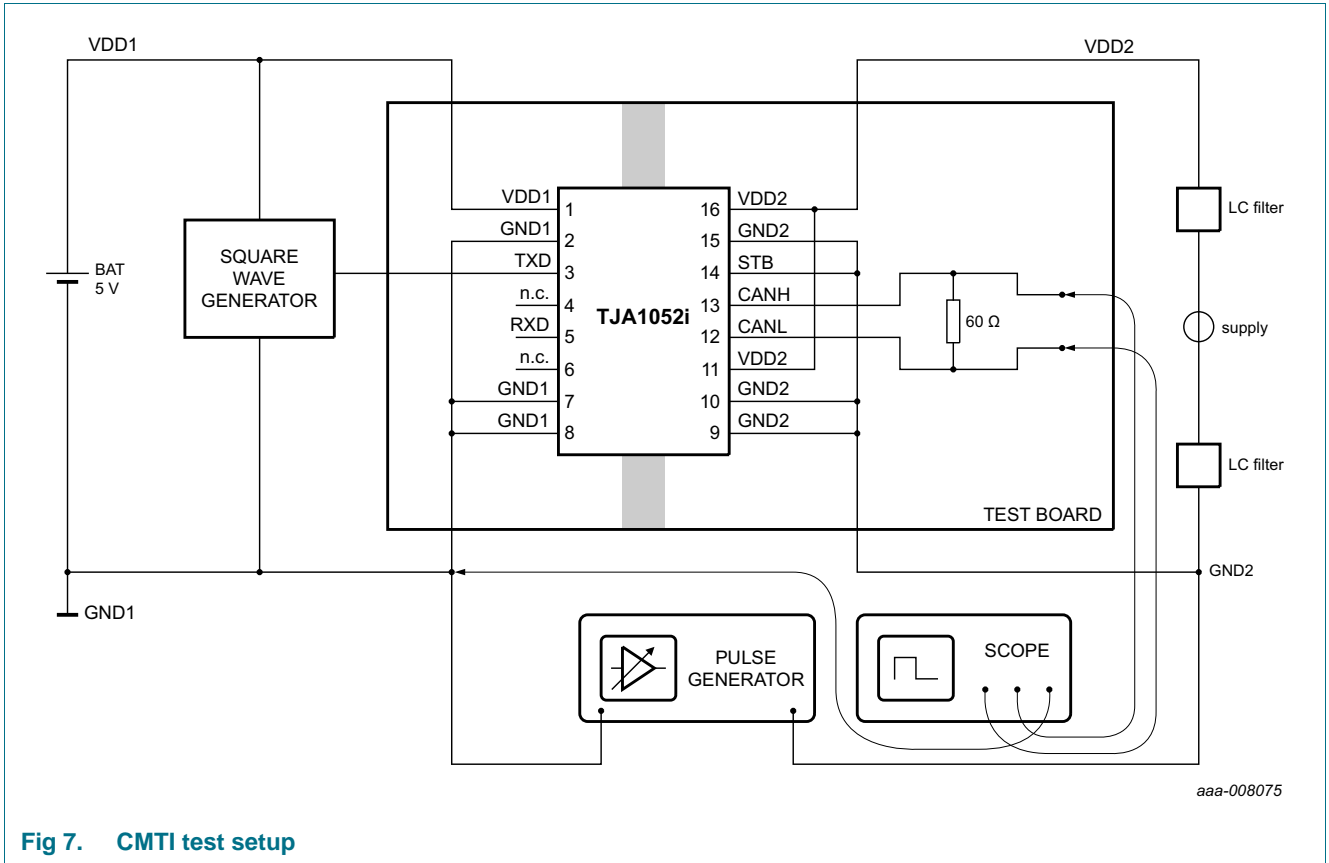 VDD1
VDD2
BAT
5 V
SQUARE
WAVE
GENERATOR
VDD1
1
GND1
2
TXD
3
n.c.
4
RXD
5
n.c.
6
GND1
7
GND1
8
TJA1052i
16
VDD2
15
GND2
14
STB
13
CANH
12
CANL
11
VDD2
10
GND2
9
GND2
60 Ω
TEST BOARD
LC filter
supply
LC filter
GND2
GND1
PULSE
GENERATOR
SCOPE
aaa-008075
Fig 7. CMTI test setup